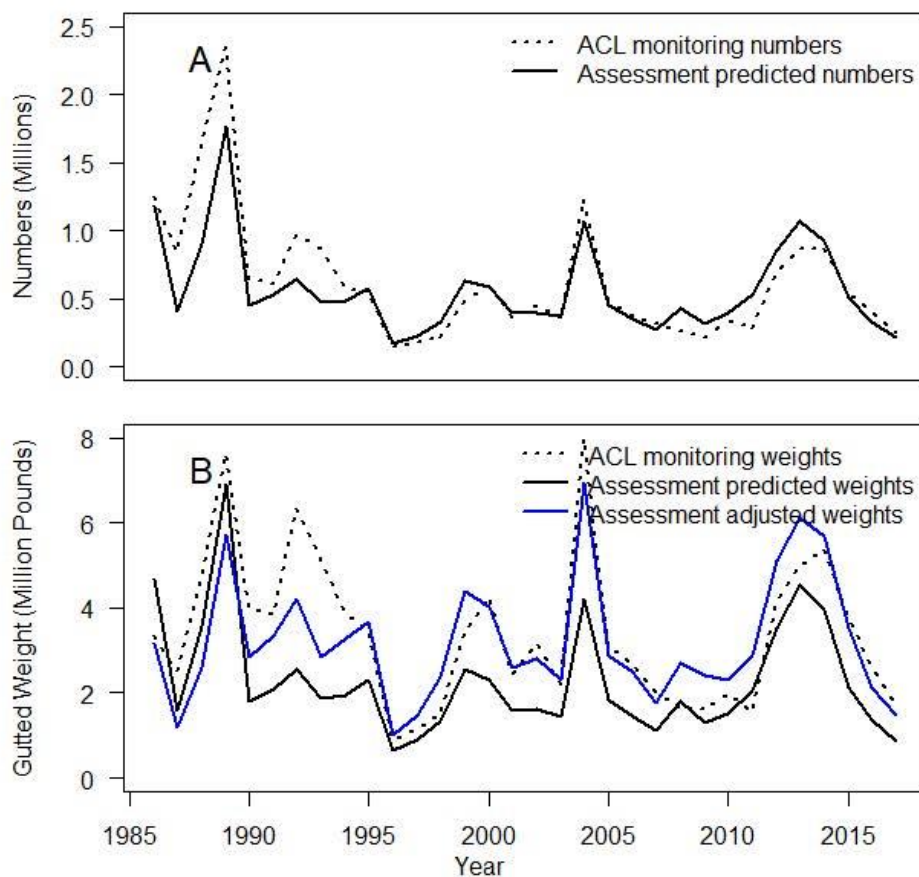 A
ACL monitoring numbers
Assessment predicted numbers
Numbers (Millions)
2.5
2.0
1.5
1.0
0.5
0.0
B
ACL monitoring weights
Assessment predicted weights
Assessment adjusted weights
Gutted Weight (Million Pounds)
8
6
4
2
0
1985 1990 1995 2000 2005 2010 2015
Year